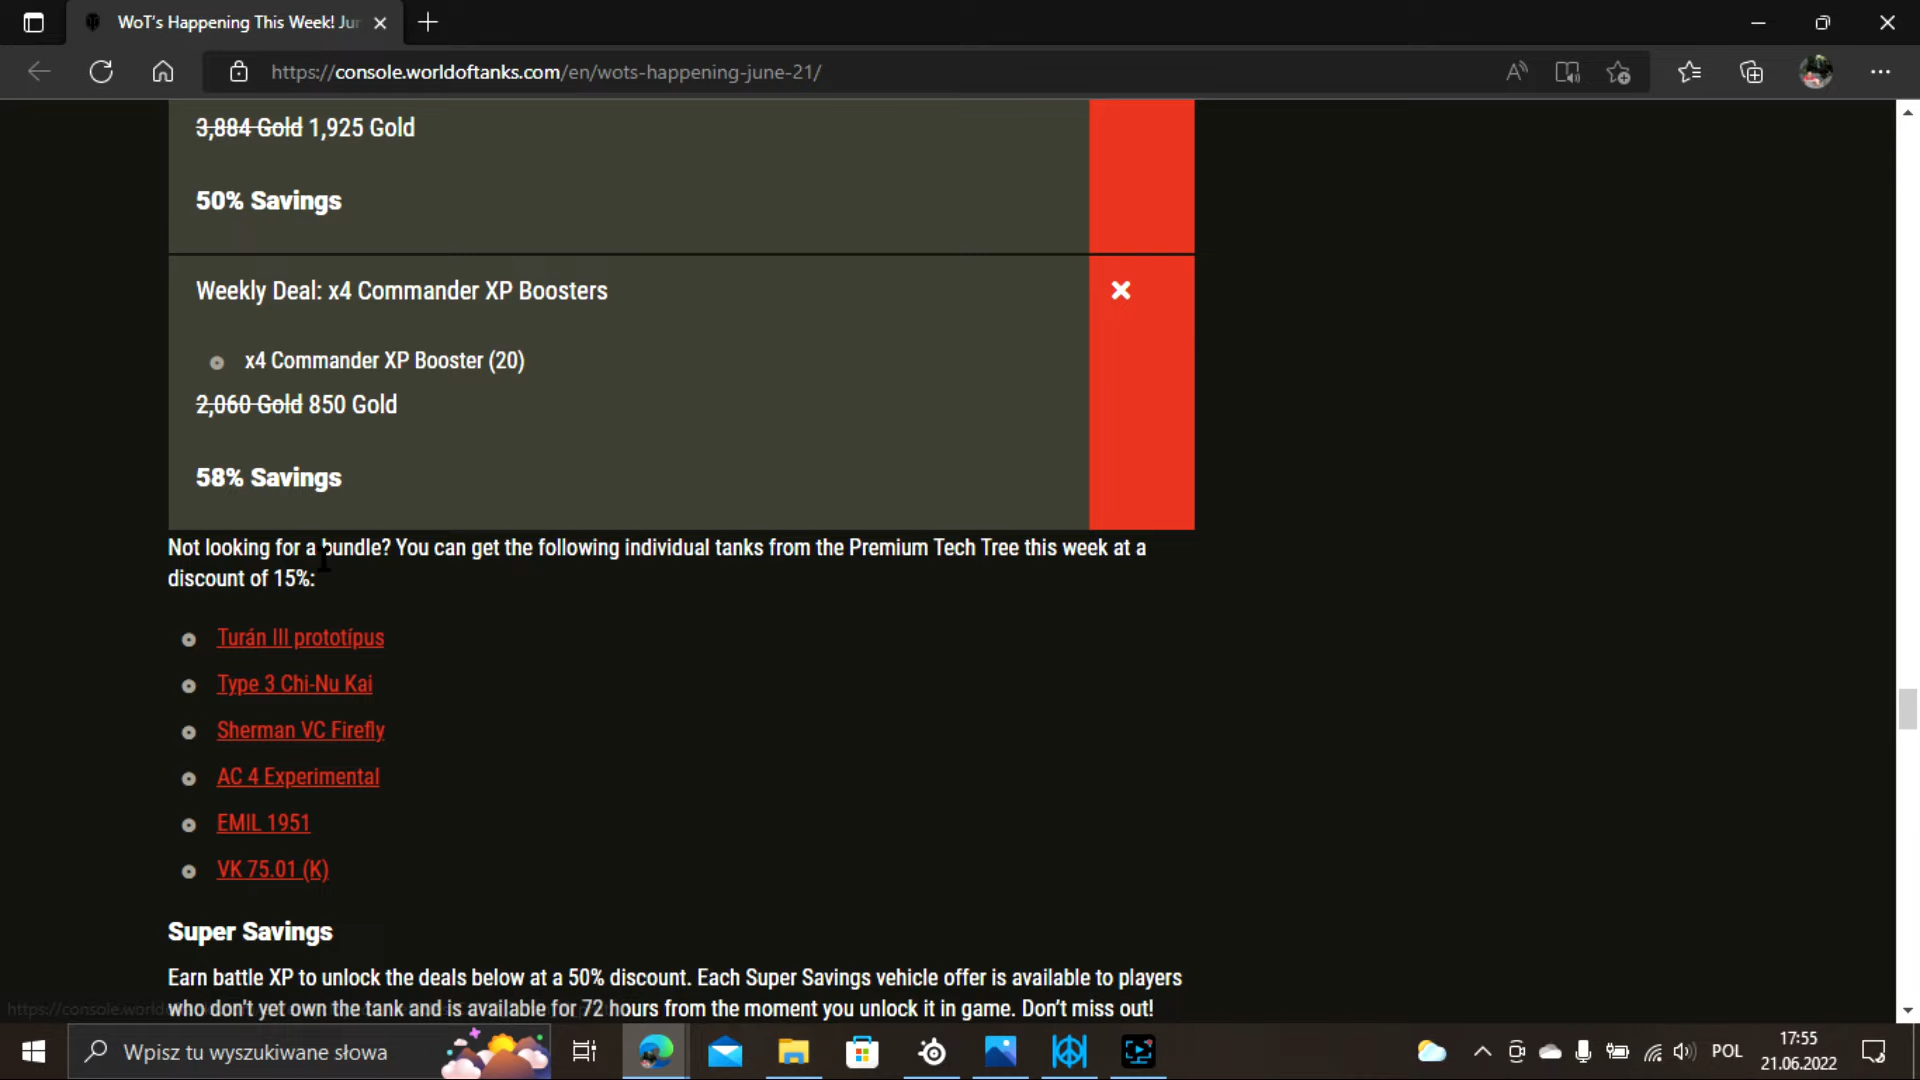 WoT's Happening This Week! Jun
https://console.worldoftanks.com/en/wots-happening-june-21/
3,884 Gold 1,925 Gold
50% Savings
Weekly Deal: x4 Commander XP Boosters
x4 Commander XP Booster (20)
2,060 Gold 850 Gold
58% Savings
Not looking for a bundle? You can get the following individual tanks from the Premium Tech Tree this week at a
discount of 15%:
Turán III prototípus
Type 3 Chi-Nu Kai
Sherman VC Firefly
AC 4 Experimental
EMIL 1951
VK 75.01 (K)
Super Savings
Earn battle XP to unlock the deals below at a 50% discount. Each Super Savings vehicle offer is available to players
who don't yet own the tank and is available for 72 hours from the moment you unlock it in game. Don't miss out!
Wpisz tu wyszukiwane słowa
POL
17:55
21.06.2022